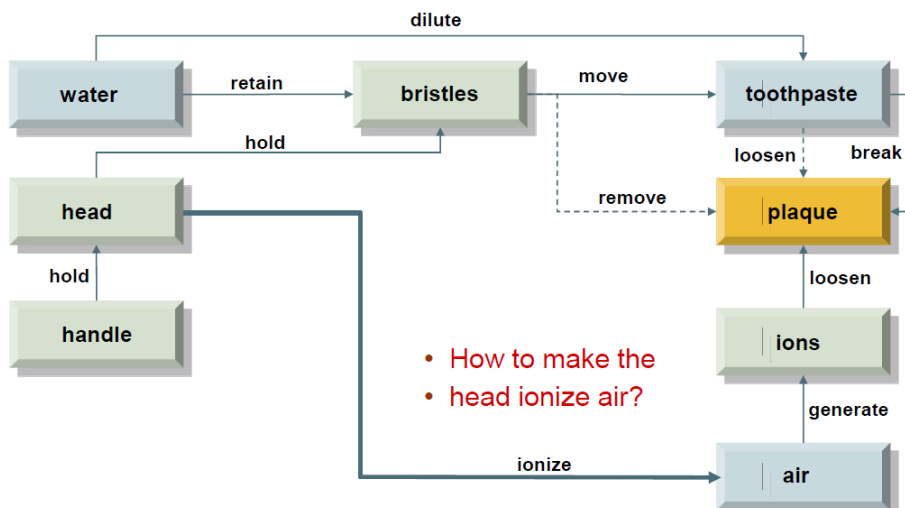 dilute
water
retain
bristles
move
toothpaste
hold
loosen
break
head
remove
plaque
hold
loosen
handle
• How to make the
ions
• head ionize air?
generate
ionize
air